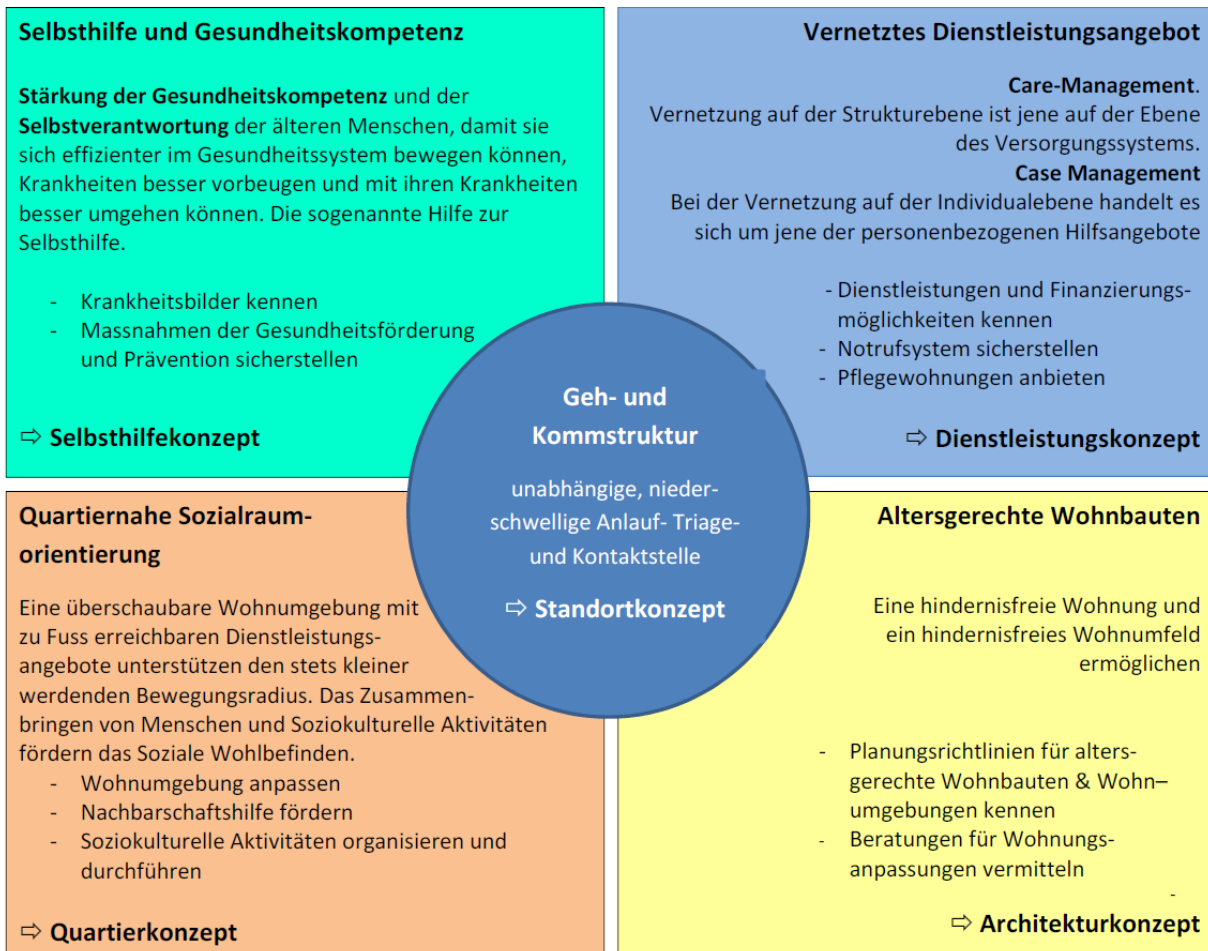 Selbsthilfe und Gesundheitskompetenz
Stärkung der Gesundheitskompetenz und der
Selbstverantwortung der älteren Menschen, damit sie
sich effizienter im Gesundheitssystem bewegen können,
Krankheiten besser vorbeugen und mit ihren Krankheiten
besser umgehen können. Die sogenannte Hilfe zur
Selbsthilfe.
- Krankheitsbilder kennen
- Massnahmen der Gesundheitsförderung
und Prävention sicherstellen
⇨ Selbsthilfekonzept
Vernetztes Dienstleistungsangebot
Care-Management.
Vernetzung auf der Strukturebene ist jene auf der Ebene
des Versorgungssystems.
Case Management
Bei der Vernetzung auf der Individualebene handelt es
sich um jene der personenbezogenen Hilfsangebote
- Dienstleistungen und Finanzierungs-
möglichkeiten kennen
- Notrufsystem sicherstellen
- Pflegewohnungen anbieten
⇨ Dienstleistungskonzept
Geh- und
Kommstruktur
unabhängige, nieder-
schwellige Anlauf- Triage-
und Kontaktstelle
⇨ Standortkonzept
Quartiernahe Sozialraum-
orientierung
Eine überschaubare Wohnumgebung mit
zu Fuss erreichbaren Dienstleistungs-
angebote unterstützen den stets kleiner
werdenden Bewegungsradius. Das Zusammen-
bringen von Menschen und Soziokulturelle Aktivitäten
fördern das Soziale Wohlbefinden.
- Wohnumgebung anpassen
- Nachbarschaftshilfe fördern
- Soziokulturelle Aktivitäten organisieren und
durchführen
⇨ Quartierkonzept
Altersgerechte Wohnbauten
Eine hindernisfreie Wohnung und
ein hindernisfreies Wohnumfeld
ermöglichen
- Planungsrichtlinien für alters-
gerechte Wohnbauten & Wohn–
umgebungen kennen
- Beratungen für Wohnungs-
anpassungen vermitteln
-
⇨ Architekturkonzept